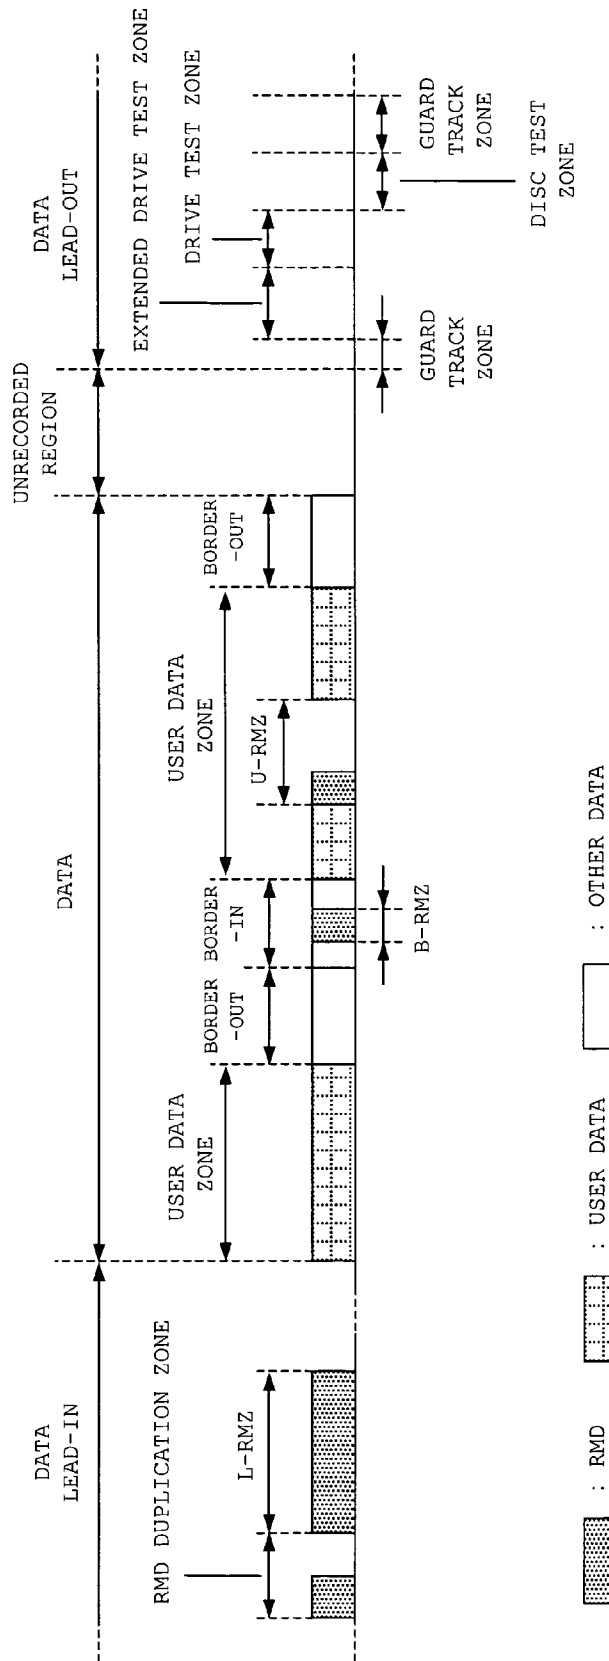 DATA
LEAD-IN
DATA
UNRECORDED
REGION
DATA
LEAD-OUT
RMD DUPLICATION ZONE
L-RMZ
USER DATA
ZONE
BORDER
-OUT
BORDER
-IN
B-RMZ
USER DATA
ZONE
U-RMZ
BORDER
-OUT
EXTENDED DRIVE TEST ZONE
DRIVE TEST ZONE
GUARD
TRACK
ZONE
GUARD
TRACK
ZONE
DISC TEST
ZONE
: RMD
: USER DATA
: OTHER DATA